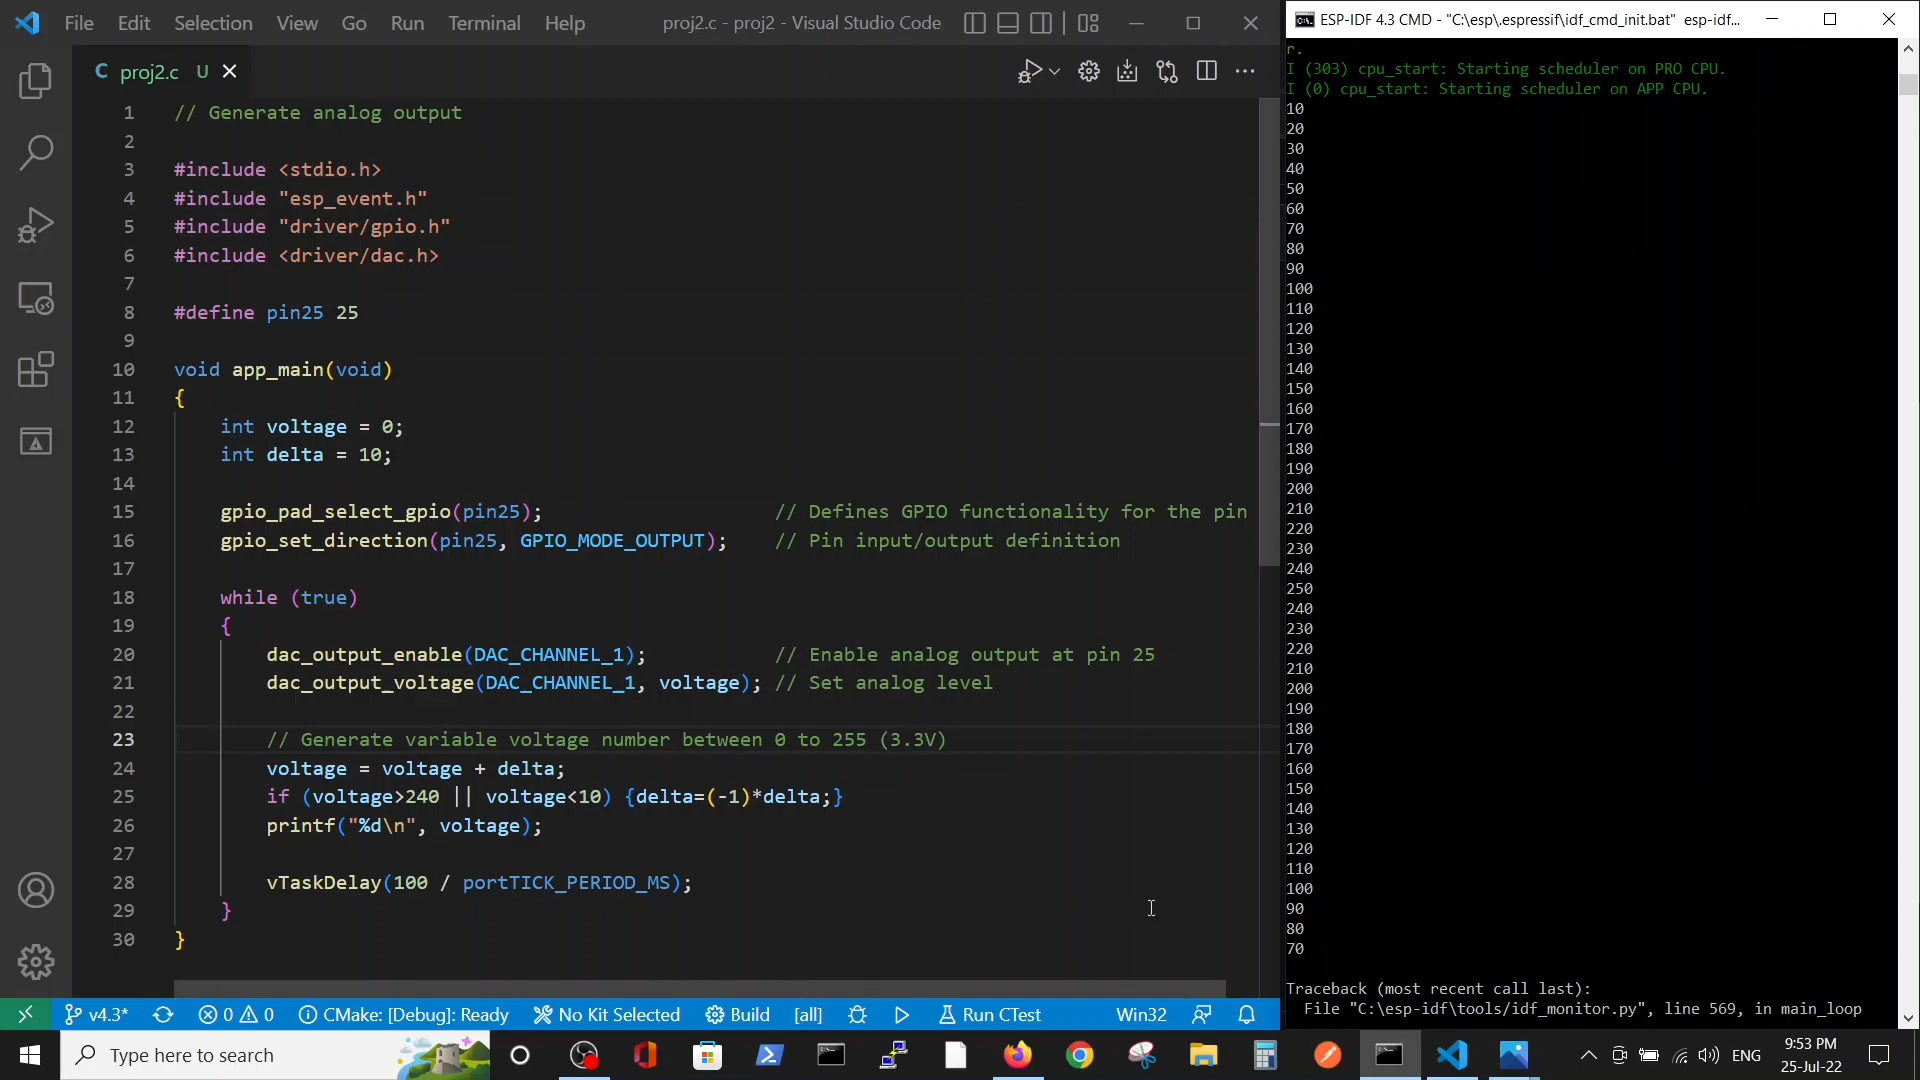 File Edit Selection View Go Run Terminal Help
proj2.c - proj2 - Visual Studio Code
C proj2.c U
1 // Generate analog output
2
3 #include <stdio.h>
4 #include "esp_event.h"
5 #include "driver/gpio.h"
6 #include <driver/dac.h>
7
8 #define pin25 25
9
10 void app_main(void)
11 {
12 int voltage = 0;
13 int delta = 10;
14
15 gpio_pad_select_gpio(pin25); // Defines GPIO functionality for the pin
16 gpio_set_direction(pin25, GPIO_MODE_OUTPUT); // Pin input/output definition
17
18 while (true)
19 {
20 dac_output_enable(DAC_CHANNEL_1); // Enable analog output at pin 25
21 dac_output_voltage(DAC_CHANNEL_1, voltage); // Set analog level
22
23 // Generate variable voltage number between 0 to 255 (3.3V)
24 voltage = voltage + delta;
25 if (voltage>240 || voltage<10) {delta=(-1)*delta;}
26 printf("%d\n", voltage);
27
28 vTaskDelay(100 / portTICK_PERIOD_MS);
29 }
30 }
v4.3* 0 0 CMake: [Debug]: Ready No Kit Selected Build [all] Run CTest Win32
ESP-IDF 4.3 CMD - "C:\esp\.espressif\idf_cmd_init.bat" esp-idf...
r.
I (303) cpu_start: Starting scheduler on PRO CPU.
I (0) cpu_start: Starting scheduler on APP CPU.
10
20
30
40
50
60
70
80
90
100
110
120
130
140
150
160
170
180
190
200
210
220
230
240
250
240
230
220
210
200
190
180
170
160
150
140
130
120
110
100
90
80
70
Traceback (most recent call last):
File "C:\esp-idf\tools/idf_monitor.py", line 569, in main_loop
Type here to search
ENG
9:53 PM
25-Jul-22